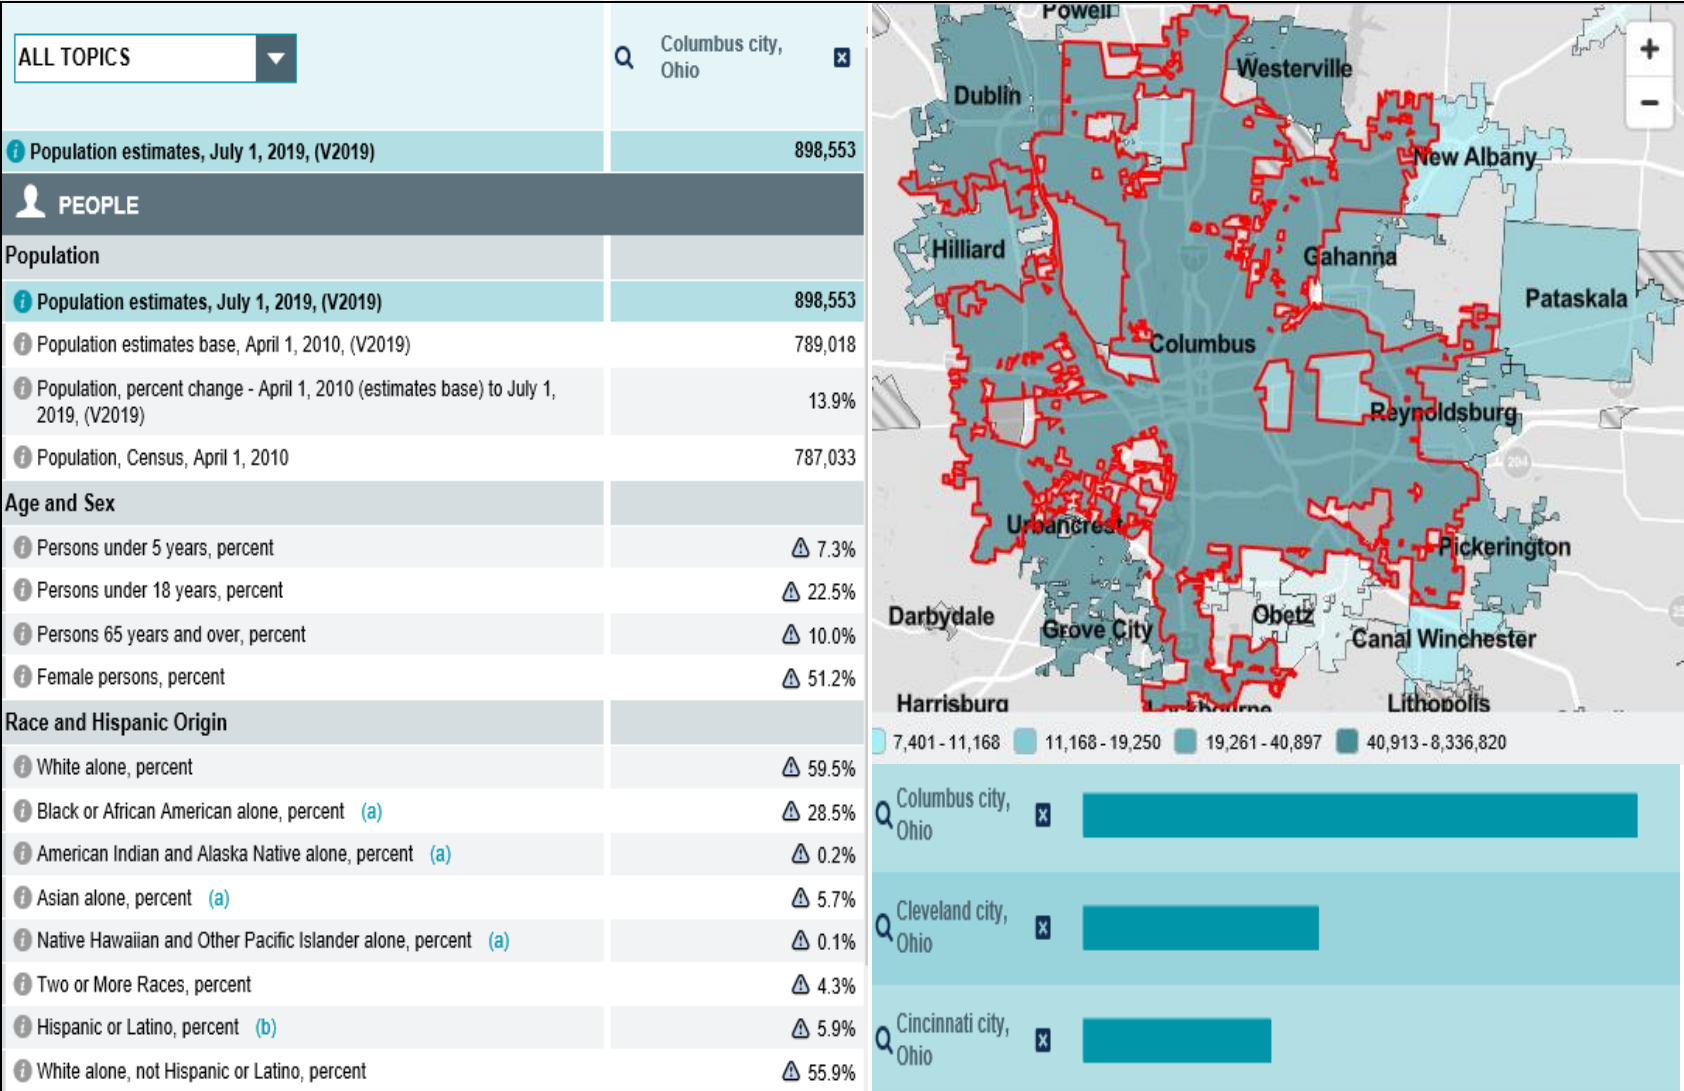 ALL TOPICS
Columbus city,
Ohio
Population estimates, July 1, 2019, (V2019) 898,553
PEOPLE
Population
Population estimates, July 1, 2019, (V2019) 898,553
Population estimates base, April 1, 2010, (V2019) 789,018
Population, percent change - April 1, 2010 (estimates base) to July 1,
2019, (V2019) 13.9%
Population, Census, April 1, 2010 787,033
Age and Sex
Persons under 5 years, percent 7.3%
Persons under 18 years, percent 22.5%
Persons 65 years and over, percent 10.0%
Female persons, percent 51.2%
Race and Hispanic Origin
White alone, percent 59.5%
Black or African American alone, percent (a) 28.5%
American Indian and Alaska Native alone, percent (a) 0.2%
Asian alone, percent (a) 5.7%
Native Hawaiian and Other Pacific Islander alone, percent (a) 0.1%
Two or More Races, percent 4.3%
Hispanic or Latino, percent (b) 5.9%
White alone, not Hispanic or Latino, percent 55.9%
Powell
Westerville
Dublin
New Albany
Hilliard
Gahanna
Pataskala
Columbus
Reynoldsburg
204
Urbancrest
Pickerington
Darbydale
Grove City
Obetz
Canal Winchester
Harrisburg
Lockbourne
Lithopolis
+
−
7,401 - 11,168 11,168 - 19,250 19,261 - 40,897 40,913 - 8,336,820
Columbus city,
Ohio
Cleveland city,
Ohio
Cincinnati city,
Ohio